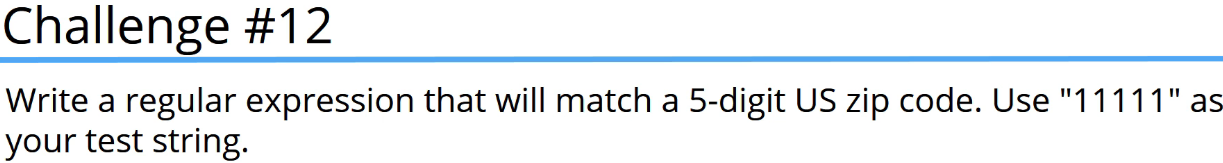 Challenge #12
Write a regular expression that will match a 5-digit US zip code. Use "11111" as
your test string.